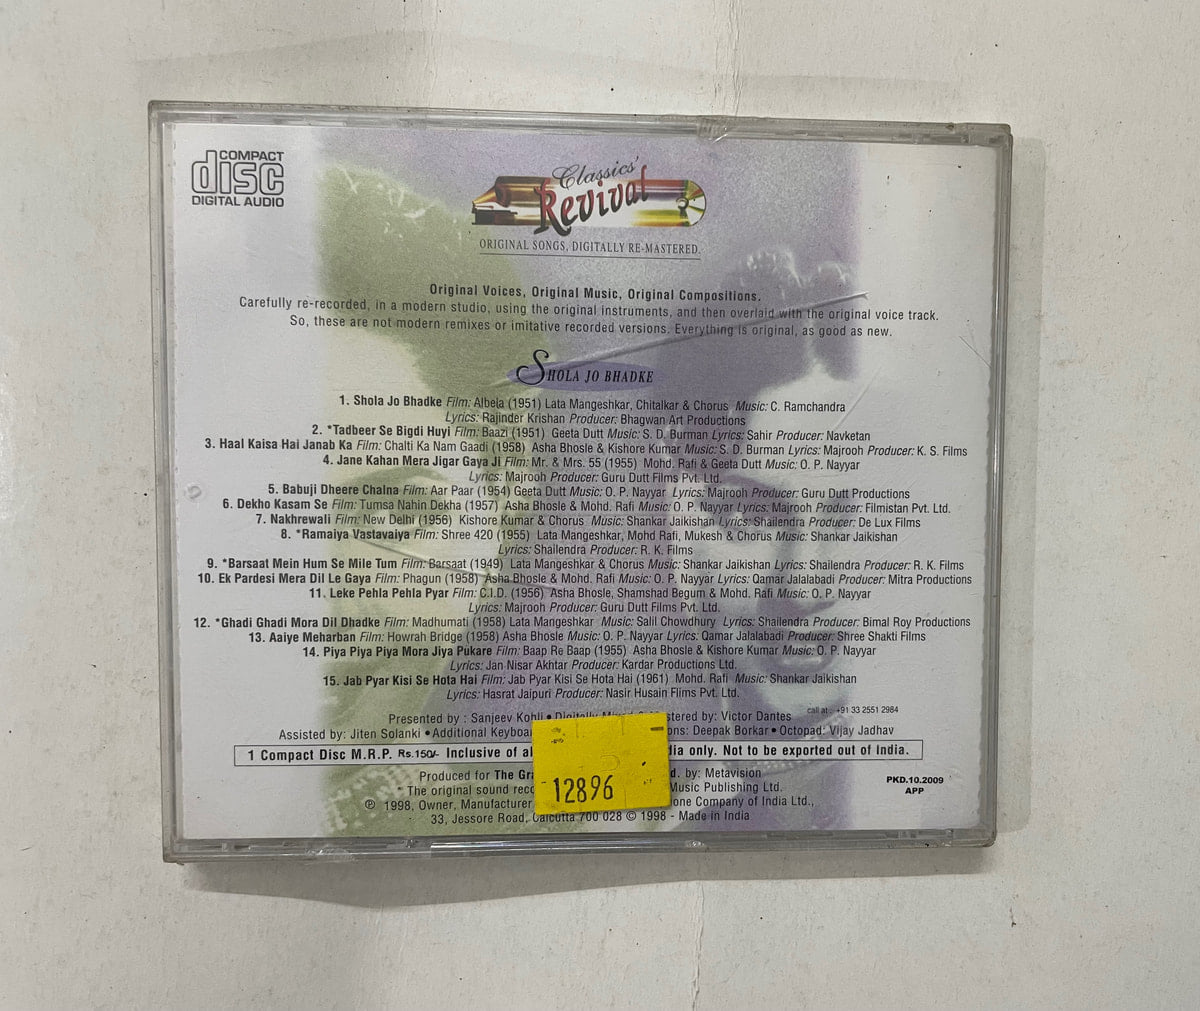 COMPACT
disc
DIGITAL AUDIO
Classics'
Revival
ORIGINAL SONGS, DIGITALLY RE-MASTERED.
Original Voices, Original Music, Original Compositions.
Carefully re-recorded, in a modern studio, using the original instruments, and then overlaid with the original voice track.
So, these are not modern remixes or imitative recorded versions. Everything is original, as good as new.
SHOLA JO BHADKE
1. Shola Jo Bhadke Film: Albela (1951) Lata Mangeshkar, Chitalkar & Chorus Music: C. Ramchandra
Lyrics: Rajinder Krishan Producer: Bhagwan Art Productions
2. *Tadbeer Se Bigdi Huyi Film: Baazi (1951) Geeta Dutt Music: S. D. Burman Lyrics: Sahir Producer: Navketan
3. Haal Kaisa Hai Janab Ka Film: Chalti Ka Nam Gaadi (1958) Asha Bhosle & Kishore Kumar Music: S. D. Burman Lyrics: Majrooh Producer: K. S. Films
4. Jane Kahan Mera Jigar Gaya Ji Film: Mr. & Mrs. 55 (1955) Mohd. Rafi & Geeta Dutt Music: O. P. Nayyar
Lyrics: Majrooh Producer: Guru Dutt Films Pvt. Ltd.
5. Babuji Dheere Chalna Film: Aar Paar (1954) Geeta Dutt Music: O. P. Nayyar Lyrics: Majrooh Producer: Guru Dutt Productions
6. Dekho Kasam Se Film: Tumsa Nahin Dekha (1957) Asha Bhosle & Mohd. Rafi Music: O. P. Nayyar Lyrics: Majrooh Producer: Filmistan Pvt. Ltd.
7. Nakhrewali Film: New Delhi (1956) Kishore Kumar & Chorus Music: Shankar Jaikishan Lyrics: Shailendra Producer: De Lux Films
8. *Ramaiya Vastavaiya Film: Shree 420 (1955) Lata Mangeshkar, Mohd Rafi, Mukesh & Chorus Music: Shankar Jaikishan
Lyrics: Shailendra Producer: R. K. Films
9. *Barsaat Mein Hum Se Mile Tum Film: Barsaat (1949) Lata Mangeshkar & Chorus Music: Shankar Jaikishan Lyrics: Shailendra Producer: R. K. Films
10. Ek Pardesi Mera Dil Le Gaya Film: Phagun (1958) Asha Bhosle & Mohd. Rafi Music: O. P. Nayyar Lyrics: Qamar Jalalabadi Producer: Mitra Productions
11. Leke Pehla Pehla Pyar Film: C.I.D. (1956) Asha Bhosle, Shamshad Begum & Mohd. Rafi Music: O. P. Nayyar
Lyrics: Majrooh Producer: Guru Dutt Films Pvt. Ltd.
12. *Ghadi Ghadi Mora Dil Dhadke Film: Madhumati (1958) Lata Mangeshkar Music: Salil Chowdhury Lyrics: Shailendra Producer: Bimal Roy Productions
13. Aaiye Meharban Film: Howrah Bridge (1958) Asha Bhosle Music: O. P. Nayyar Lyrics: Qamar Jalalabadi Producer: Shree Shakti Films
14. Piya Piya Piya Mora Jiya Pukare Film: Baap Re Baap (1955) Asha Bhosle & Kishore Kumar Music: O. P. Nayyar
Lyrics: Jan Nisar Akhtar Producer: Kardar Productions Ltd.
15. Jab Pyar Kisi Se Hota Hai Film: Jab Pyar Kisi Se Hota Hai (1961) Mohd. Rafi Music: Shankar Jaikishan
Lyrics: Hasrat Jaipuri Producer: Nasir Husain Films Pvt. Ltd.
call at : +91 33 2551 2984
Presented by : Sanjeev Kohli • Digitally Mixed & Mastered by: Victor Dantes
Assisted by: Jiten Solanki • Additional Keyboar ons: Deepak Borkar • Octopad: Vijay Jadhav
1 Compact Disc M.R.P. Rs.150/- Inclusive of al dia only. Not to be exported out of India.
Produced for The Gra d. by: Metavision
* The original sound reco Music Publishing Ltd.
℗ 1998, Owner, Manufacturer one Company of India Ltd.,
33, Jessore Road, Calcutta 700 028 © 1998 - Made in India
PKD.10.2009
APP
12896